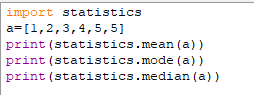 import statistics
a=[1,2,3,4,5,5]
print(statistics.mean(a))
print(statistics.mode(a))
print(statistics.median(a))